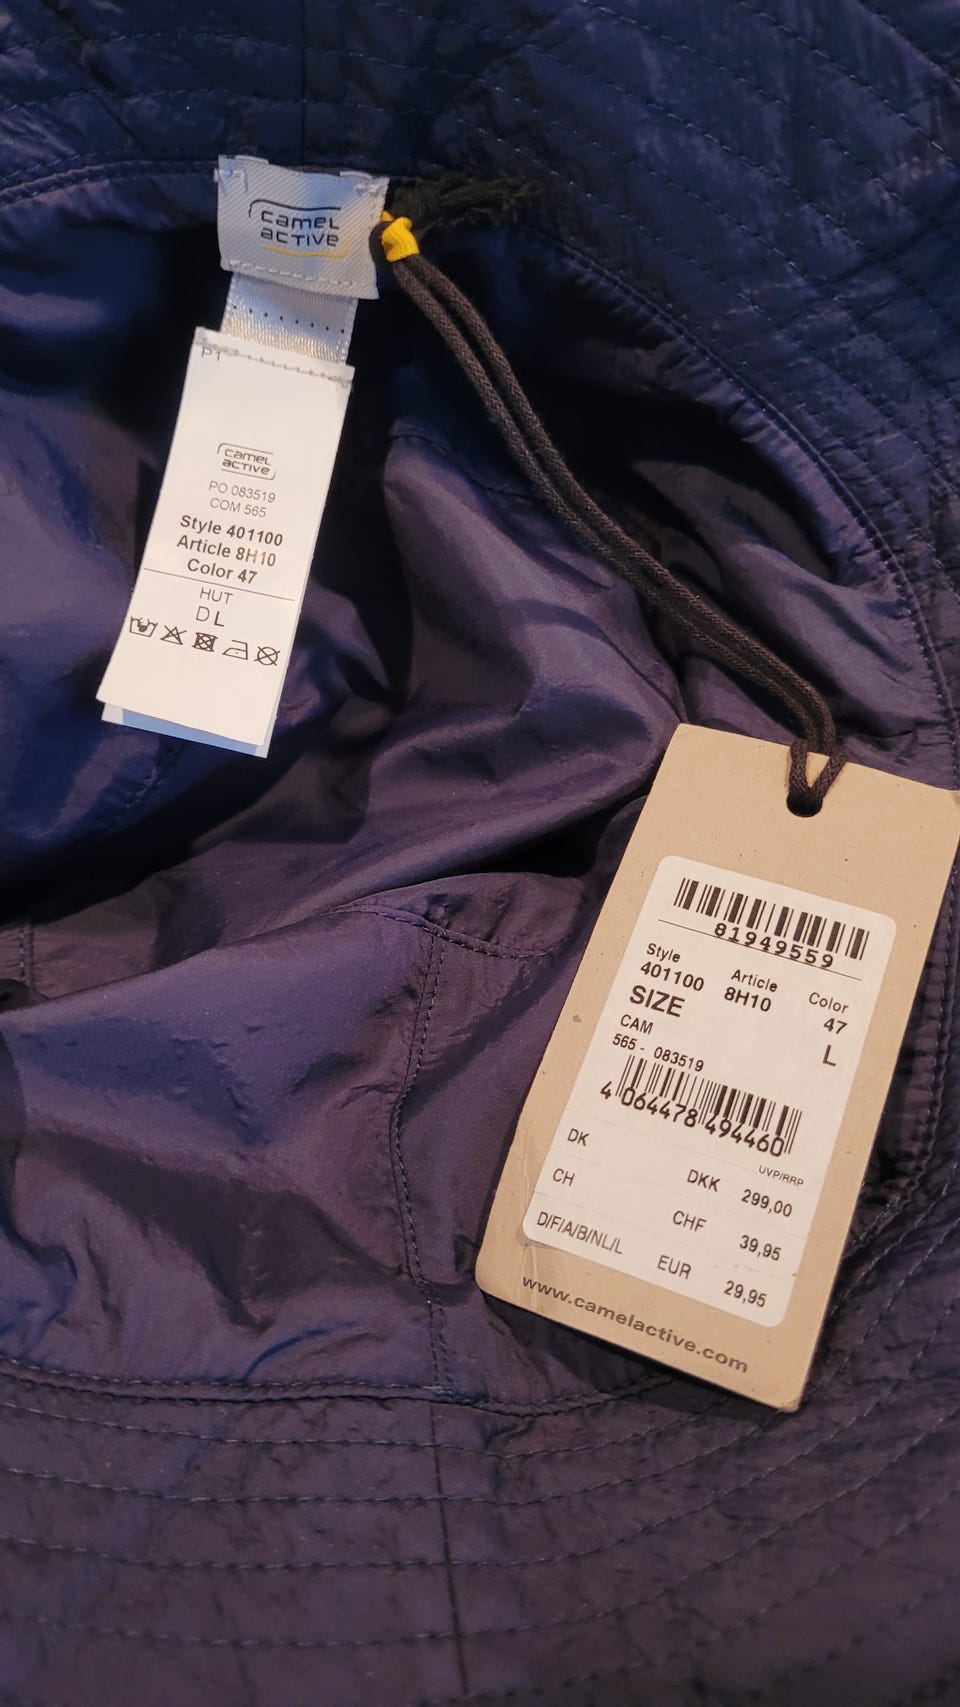 camel
active
P1
camel
active
PO 083519
COM 565
Style 401100
Article 8H10
Color 47
HUT
D L
81949559
Style Article Color
401100 8H10 47
SIZE L
CAM
565 - 083519
4 064478 494460
UVP/RRP
DK DKK 299,00
CH CHF 39,95
D/F/A/B/NL/L EUR 29,95
www.camelactive.com